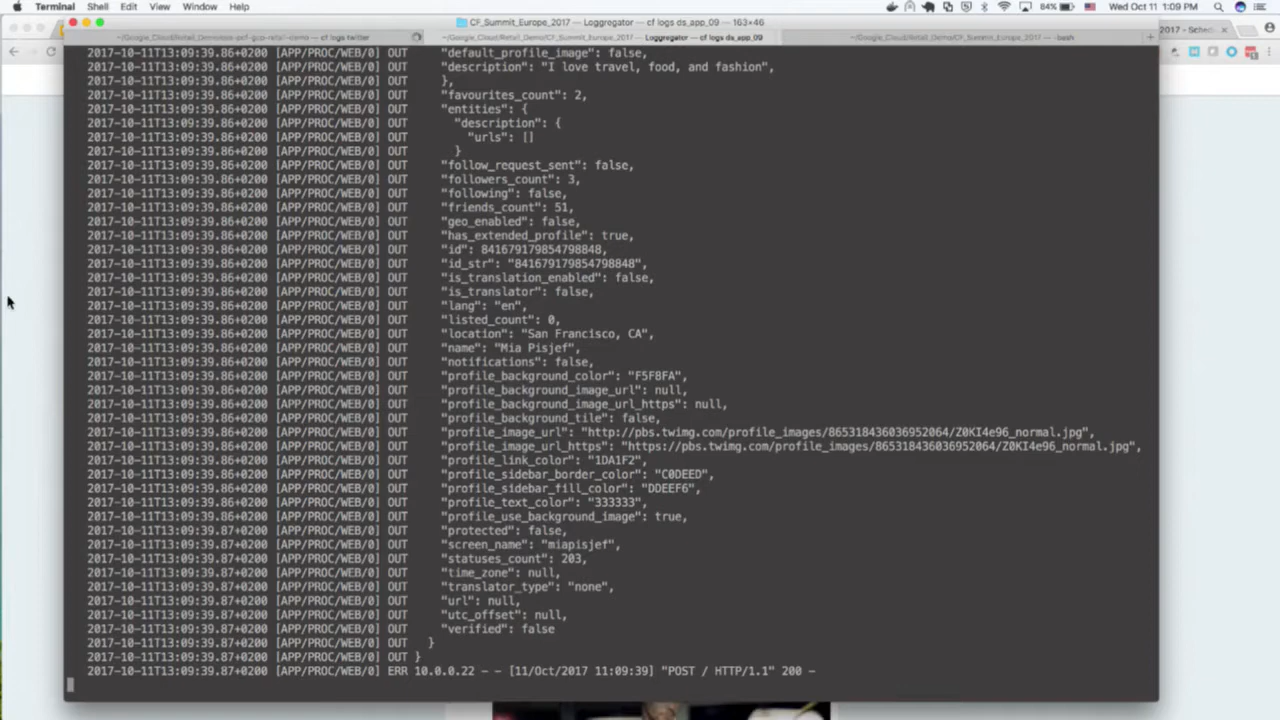 Terminal Shell Edit View Window Help 84% Wed Oct 11 1:09 PM
CF_Summit_Europe_2017 — Loggregator — cf logs ds_app_09 — 163×46
— cf logs twitter
Loggregator — cf logs ds_app_09
~/Google_Cloud/Retail_Demo/CF_Summit_Europe_2017 — -bash
2017 - Sche
2017-10-11T13:09:39.86+0200 [APP/PROC/WEB/0] OUT "default_profile_image": false,
2017-10-11T13:09:39.86+0200 [APP/PROC/WEB/0] OUT "description": "I love travel, food, and fashion",
2017-10-11T13:09:39.86+0200 [APP/PROC/WEB/0] OUT },
2017-10-11T13:09:39.86+0200 [APP/PROC/WEB/0] OUT "favourites_count": 2,
2017-10-11T13:09:39.86+0200 [APP/PROC/WEB/0] OUT "entities": {
2017-10-11T13:09:39.86+0200 [APP/PROC/WEB/0] OUT "description": {
2017-10-11T13:09:39.86+0200 [APP/PROC/WEB/0] OUT "urls": []
2017-10-11T13:09:39.86+0200 [APP/PROC/WEB/0] OUT }
2017-10-11T13:09:39.86+0200 [APP/PROC/WEB/0] OUT "follow_request_sent": false,
2017-10-11T13:09:39.86+0200 [APP/PROC/WEB/0] OUT "followers_count": 3,
2017-10-11T13:09:39.86+0200 [APP/PROC/WEB/0] OUT "following": false,
2017-10-11T13:09:39.86+0200 [APP/PROC/WEB/0] OUT "friends_count": 51,
2017-10-11T13:09:39.86+0200 [APP/PROC/WEB/0] OUT "geo_enabled": false,
2017-10-11T13:09:39.86+0200 [APP/PROC/WEB/0] OUT "has_extended_profile": true,
2017-10-11T13:09:39.86+0200 [APP/PROC/WEB/0] OUT "id": 841679179854798848,
2017-10-11T13:09:39.86+0200 [APP/PROC/WEB/0] OUT "id_str": "841679179854798848",
2017-10-11T13:09:39.86+0200 [APP/PROC/WEB/0] OUT "is_translation_enabled": false,
2017-10-11T13:09:39.86+0200 [APP/PROC/WEB/0] OUT "is_translator": false,
2017-10-11T13:09:39.86+0200 [APP/PROC/WEB/0] OUT "lang": "en",
2017-10-11T13:09:39.86+0200 [APP/PROC/WEB/0] OUT "listed_count": 0,
2017-10-11T13:09:39.86+0200 [APP/PROC/WEB/0] OUT "location": "San Francisco, CA",
2017-10-11T13:09:39.86+0200 [APP/PROC/WEB/0] OUT "name": "Mia Pisjef",
2017-10-11T13:09:39.86+0200 [APP/PROC/WEB/0] OUT "notifications": false,
2017-10-11T13:09:39.86+0200 [APP/PROC/WEB/0] OUT "profile_background_color": "F5F8FA",
2017-10-11T13:09:39.86+0200 [APP/PROC/WEB/0] OUT "profile_background_image_url": null,
2017-10-11T13:09:39.86+0200 [APP/PROC/WEB/0] OUT "profile_background_image_url_https": null,
2017-10-11T13:09:39.86+0200 [APP/PROC/WEB/0] OUT "profile_background_tile": false,
2017-10-11T13:09:39.86+0200 [APP/PROC/WEB/0] OUT "profile_image_url": "http://pbs.twimg.com/profile_images/865318436036952064/Z0KI4e96_normal.jpg",
2017-10-11T13:09:39.86+0200 [APP/PROC/WEB/0] OUT "profile_image_url_https": "https://pbs.twimg.com/profile_images/865318436036952064/Z0KI4e96_normal.jpg",
2017-10-11T13:09:39.86+0200 [APP/PROC/WEB/0] OUT "profile_link_color": "1DA1F2",
2017-10-11T13:09:39.86+0200 [APP/PROC/WEB/0] OUT "profile_sidebar_border_color": "C0DEED",
2017-10-11T13:09:39.86+0200 [APP/PROC/WEB/0] OUT "profile_sidebar_fill_color": "DDEEF6",
2017-10-11T13:09:39.86+0200 [APP/PROC/WEB/0] OUT "profile_text_color": "333333",
2017-10-11T13:09:39.86+0200 [APP/PROC/WEB/0] OUT "profile_use_background_image": true,
2017-10-11T13:09:39.87+0200 [APP/PROC/WEB/0] OUT "protected": false,
2017-10-11T13:09:39.87+0200 [APP/PROC/WEB/0] OUT "screen_name": "miapisjef",
2017-10-11T13:09:39.87+0200 [APP/PROC/WEB/0] OUT "statuses_count": 203,
2017-10-11T13:09:39.87+0200 [APP/PROC/WEB/0] OUT "time_zone": null,
2017-10-11T13:09:39.87+0200 [APP/PROC/WEB/0] OUT "translator_type": "none",
2017-10-11T13:09:39.87+0200 [APP/PROC/WEB/0] OUT "url": null,
2017-10-11T13:09:39.87+0200 [APP/PROC/WEB/0] OUT "utc_offset": null,
2017-10-11T13:09:39.87+0200 [APP/PROC/WEB/0] OUT "verified": false
2017-10-11T13:09:39.87+0200 [APP/PROC/WEB/0] OUT }
2017-10-11T13:09:39.87+0200 [APP/PROC/WEB/0] OUT }
2017-10-11T13:09:39.87+0200 [APP/PROC/WEB/0] ERR 10.0.0.22 - - [11/Oct/2017 11:09:39] "POST / HTTP/1.1" 200 -